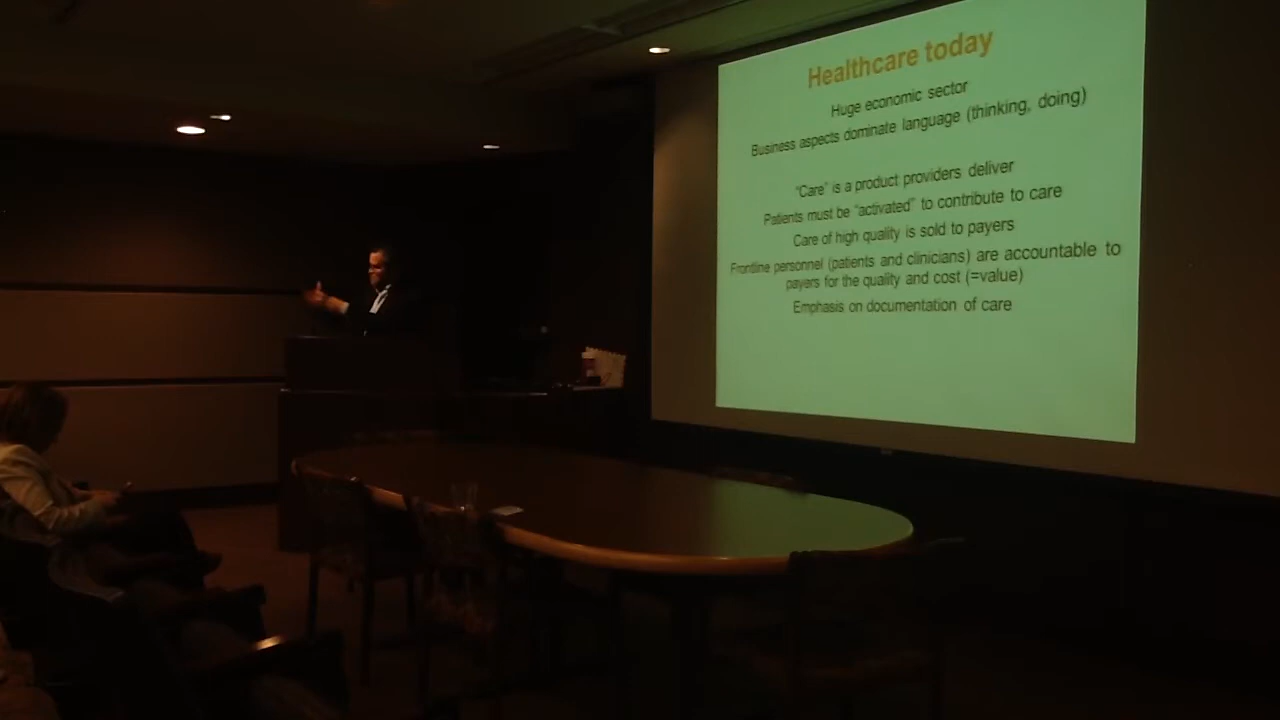 Healthcare today
Huge economic sector
Business aspects dominate language (thinking, doing)
“Care” is a product providers deliver
Patients must be “activated” to contribute to care
Care of high quality is sold to payers
Frontline personnel (patients and clinicians) are accountable to
payers for the quality and cost (=value)
Emphasis on documentation of care